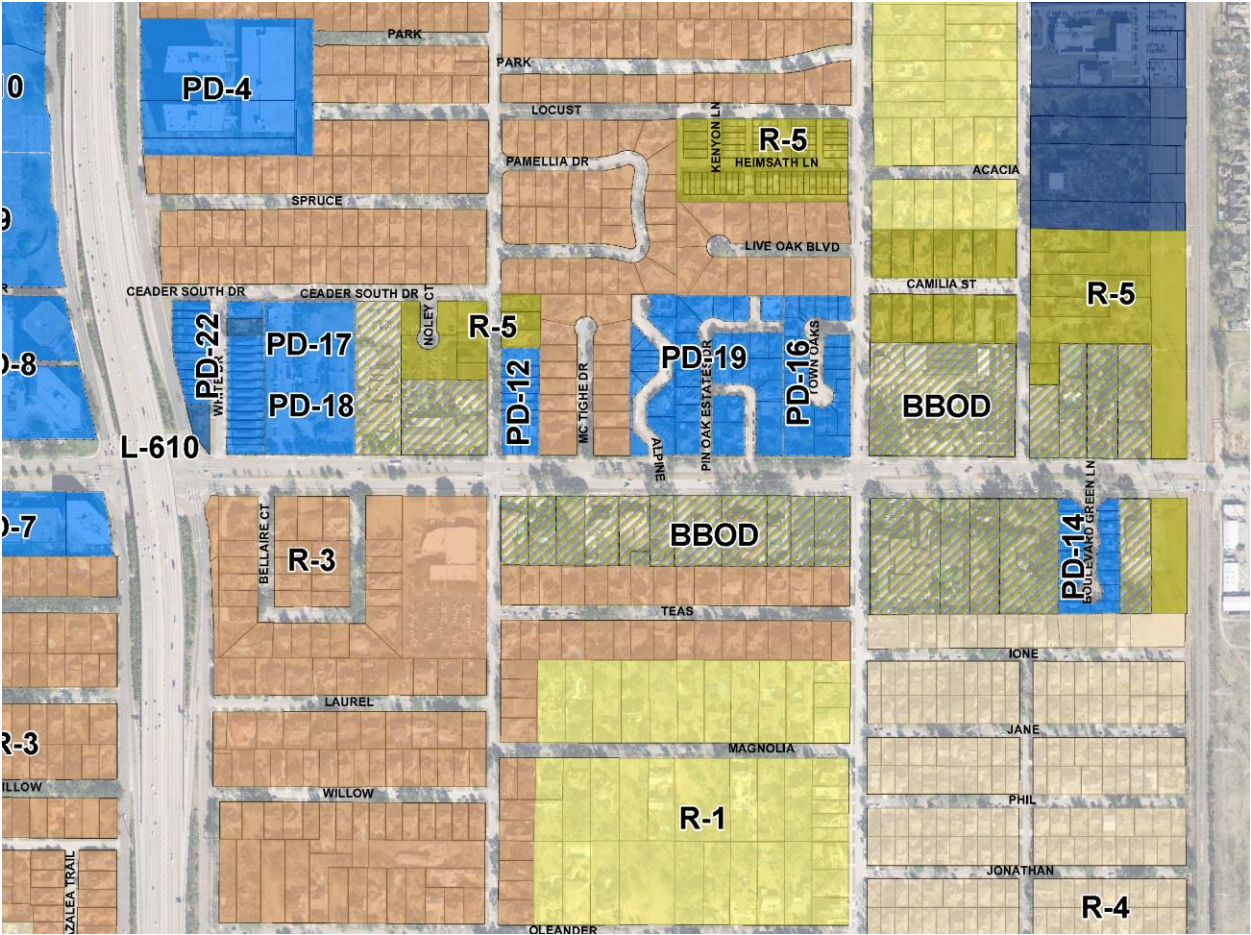 PARK
PARK
10
PD-4
LOCUST
KENYON LN
R-5
PAMELLIA DR
HEIMSATH LN
ACACIA
SPRUCE
9
LIVE OAK BLVD
CAMILIA ST
CEADER SOUTH DR
CEADER SOUTH DR
R-5
NOLEY CT
R-5
PD-22
PD-17
PD-19
PD-16
TOWN OAKS
D-8
PD-18
PD-12
MC TIGHE DR
PIN OAK ESTATES DR
BBOD
L-610
ALPINE
BOULEVARD GREEN LN
D-7
BELLAIRE CT
R-3
BBOD
PD-14
TEAS
IONE
LAUREL
JANE
R-3
MAGNOLIA
ILLOW
WILLOW
PHIL
R-1
AZALEA TRAIL
JONATHAN
R-4
OLEANDER